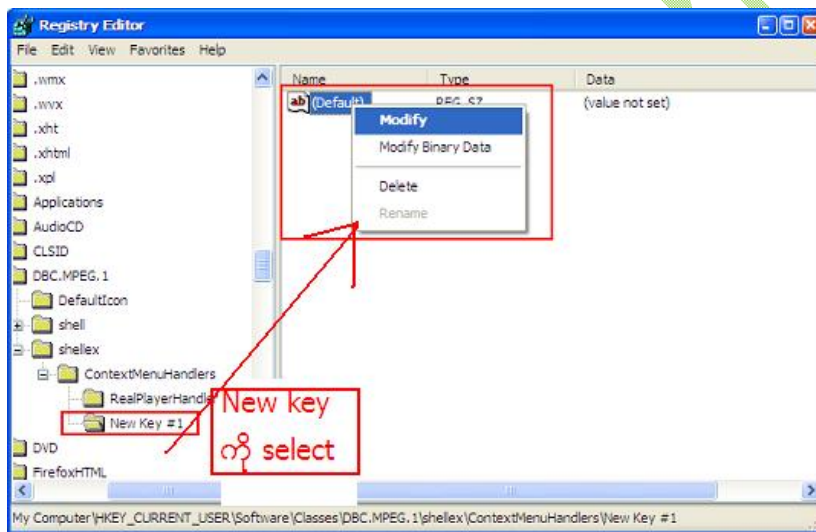 Registry Editor
File Edit View Favorites Help
.wmx
.wvx
.xht
.xhtml
.xpl
Applications
AudioCD
CLSID
DBC.MPEG.1
DefaultIcon
shell
shellex
ContextMenuHandlers
RealPlayerHandle
New Key #1
DVD
FirefoxHTML
Name Type Data
ab (Default) REG_SZ (value not set)
Modify
Modify Binary Data
Delete
Rename
New key
ကို select
My Computer\HKEY_CURRENT_USER\Software\Classes\DBC.MPEG.1\shellex\ContextMenuHandlers\New Key #1